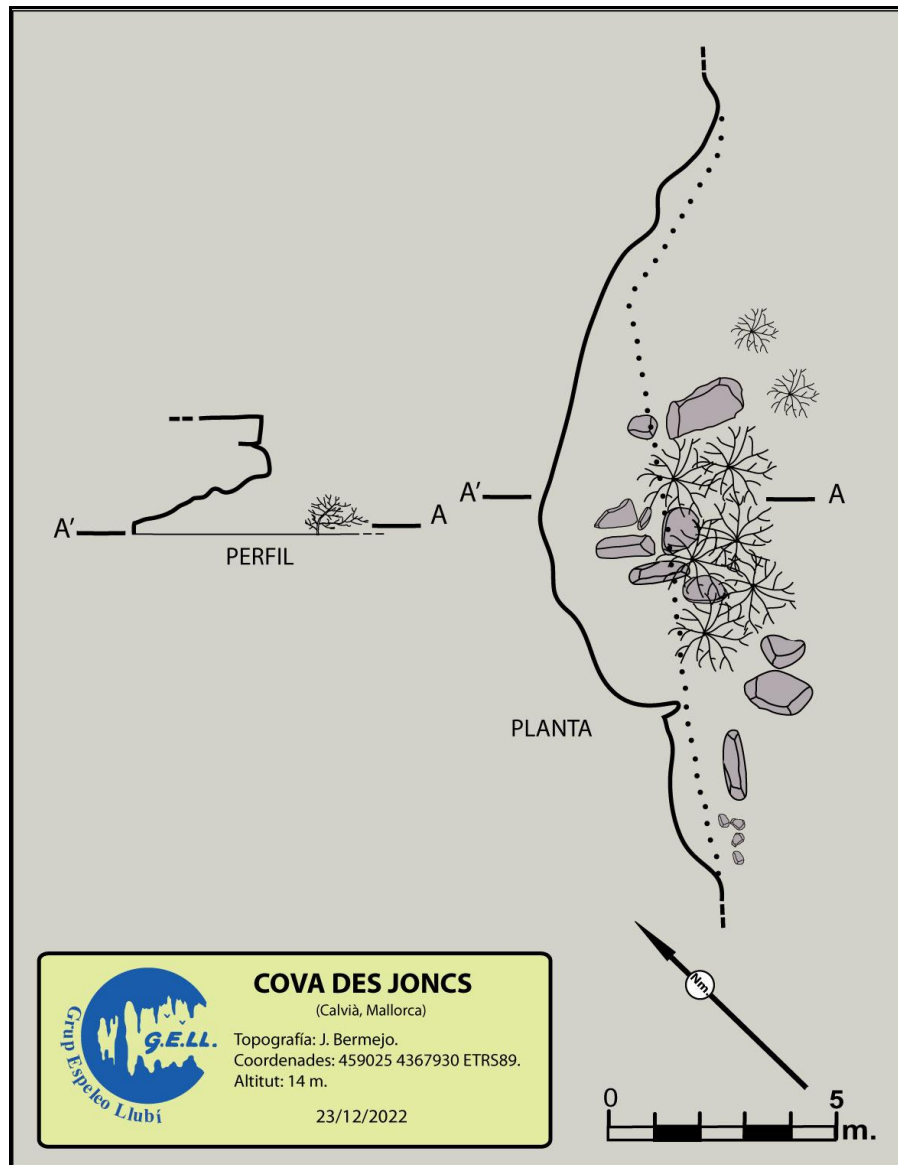 A'
A
PERFIL
A'
A
PLANTA
COVA DES JONCS
(Calvià, Mallorca)
Topografía: J. Bermejo.
Coordenades: 459025 4367930 ETRS89.
Altitut: 14 m.
23/12/2022
G.E.LL.
Grup Espeleo Llubí
Nm.
0
5
m.